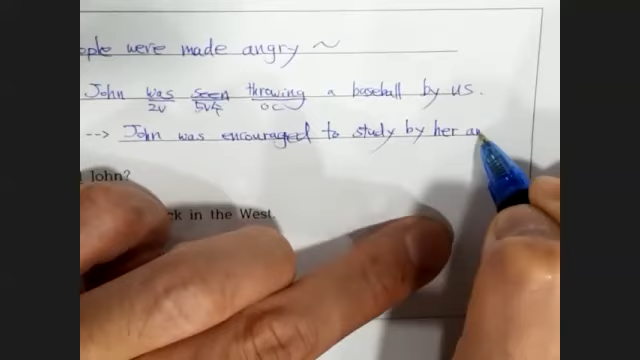 ople were made angry ~
John was seen throwing a baseball by us.
2V 5V4 OC
--> John was encouraged to study by her an
John?
ck in the West.